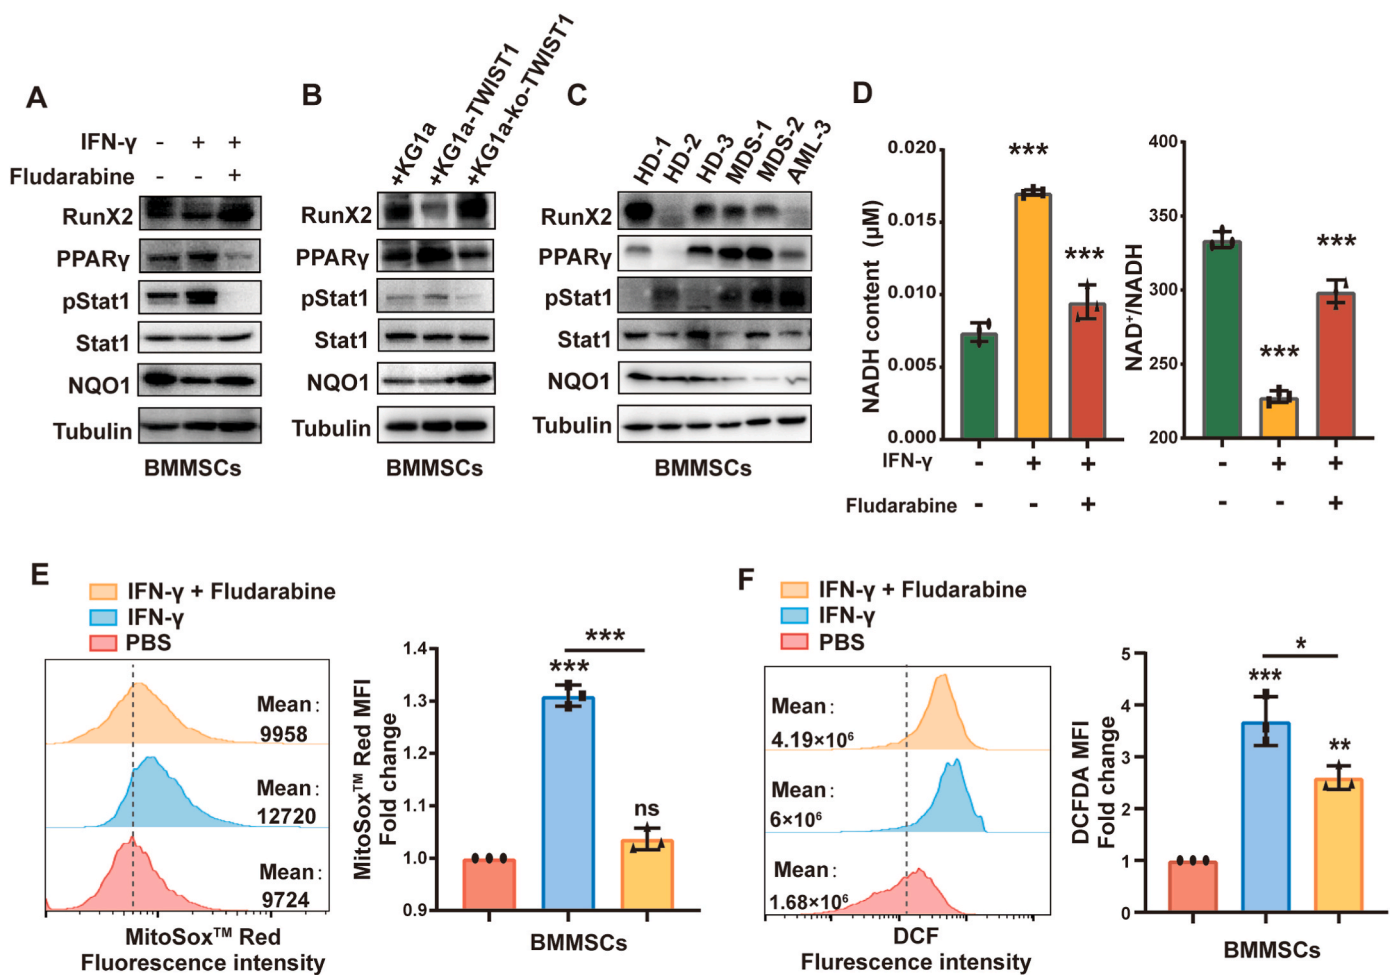 A
IFN-γ - + +
Fludarabine - - +
RunX2
PPARγ
pStat1
Stat1
NQO1
Tubulin
BMMSCs
B
+KG1a
+KG1a-TWIST1
+KG1a-ko-TWIST1
RunX2
PPARγ
pStat1
Stat1
NQO1
Tubulin
BMMSCs
C
HD-1
HD-2
HD-3
MDS-1
MDS-2
AML-3
RunX2
PPARγ
pStat1
Stat1
NQO1
Tubulin
BMMSCs
D
NADH content (μM)
0.020
0.015
0.010
0.005
0.000
***
***
IFN-γ - + +
Fludarabine - - +
NAD⁺/NADH
400
350
300
250
200
***
***
- + +
- - +
E
IFN-γ + Fludarabine
IFN-γ
PBS
Mean:
9958
Mean:
12720
Mean:
9724
MitoSox™ Red
Fluorescence intensity
MitoSox™ Red MFI
Fold change
1.4
1.3
1.2
1.1
1.0
0.9
***
***
ns
BMMSCs
F
IFN-γ + Fludarabine
IFN-γ
PBS
Mean:
4.19×10⁶
Mean:
6×10⁶
Mean:
1.68×10⁶
DCF
Flurescence intensity
DCFDA MFI
Fold change
5
4
3
2
1
0
*
***
**
BMMSCs